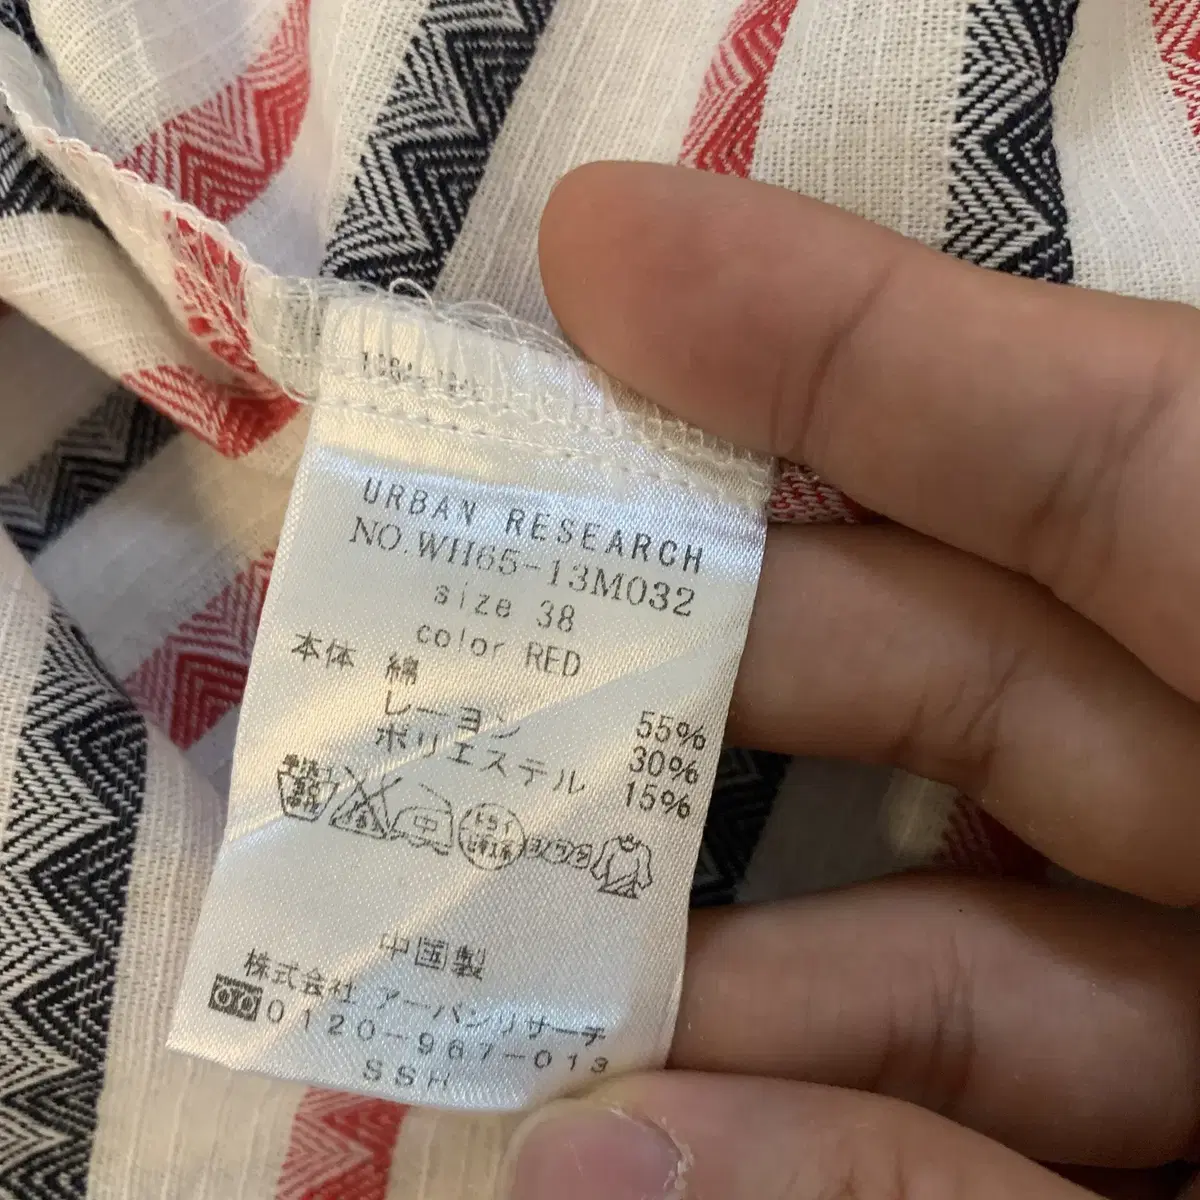 URBAN RESEARCH
NO.WH65-13M032
size 38
color RED
本体 綿 55%
レーヨン 30%
ポリエステル 15%
中
中国製
株式会社 アーバンリサーチ
0120-967-013
SSH